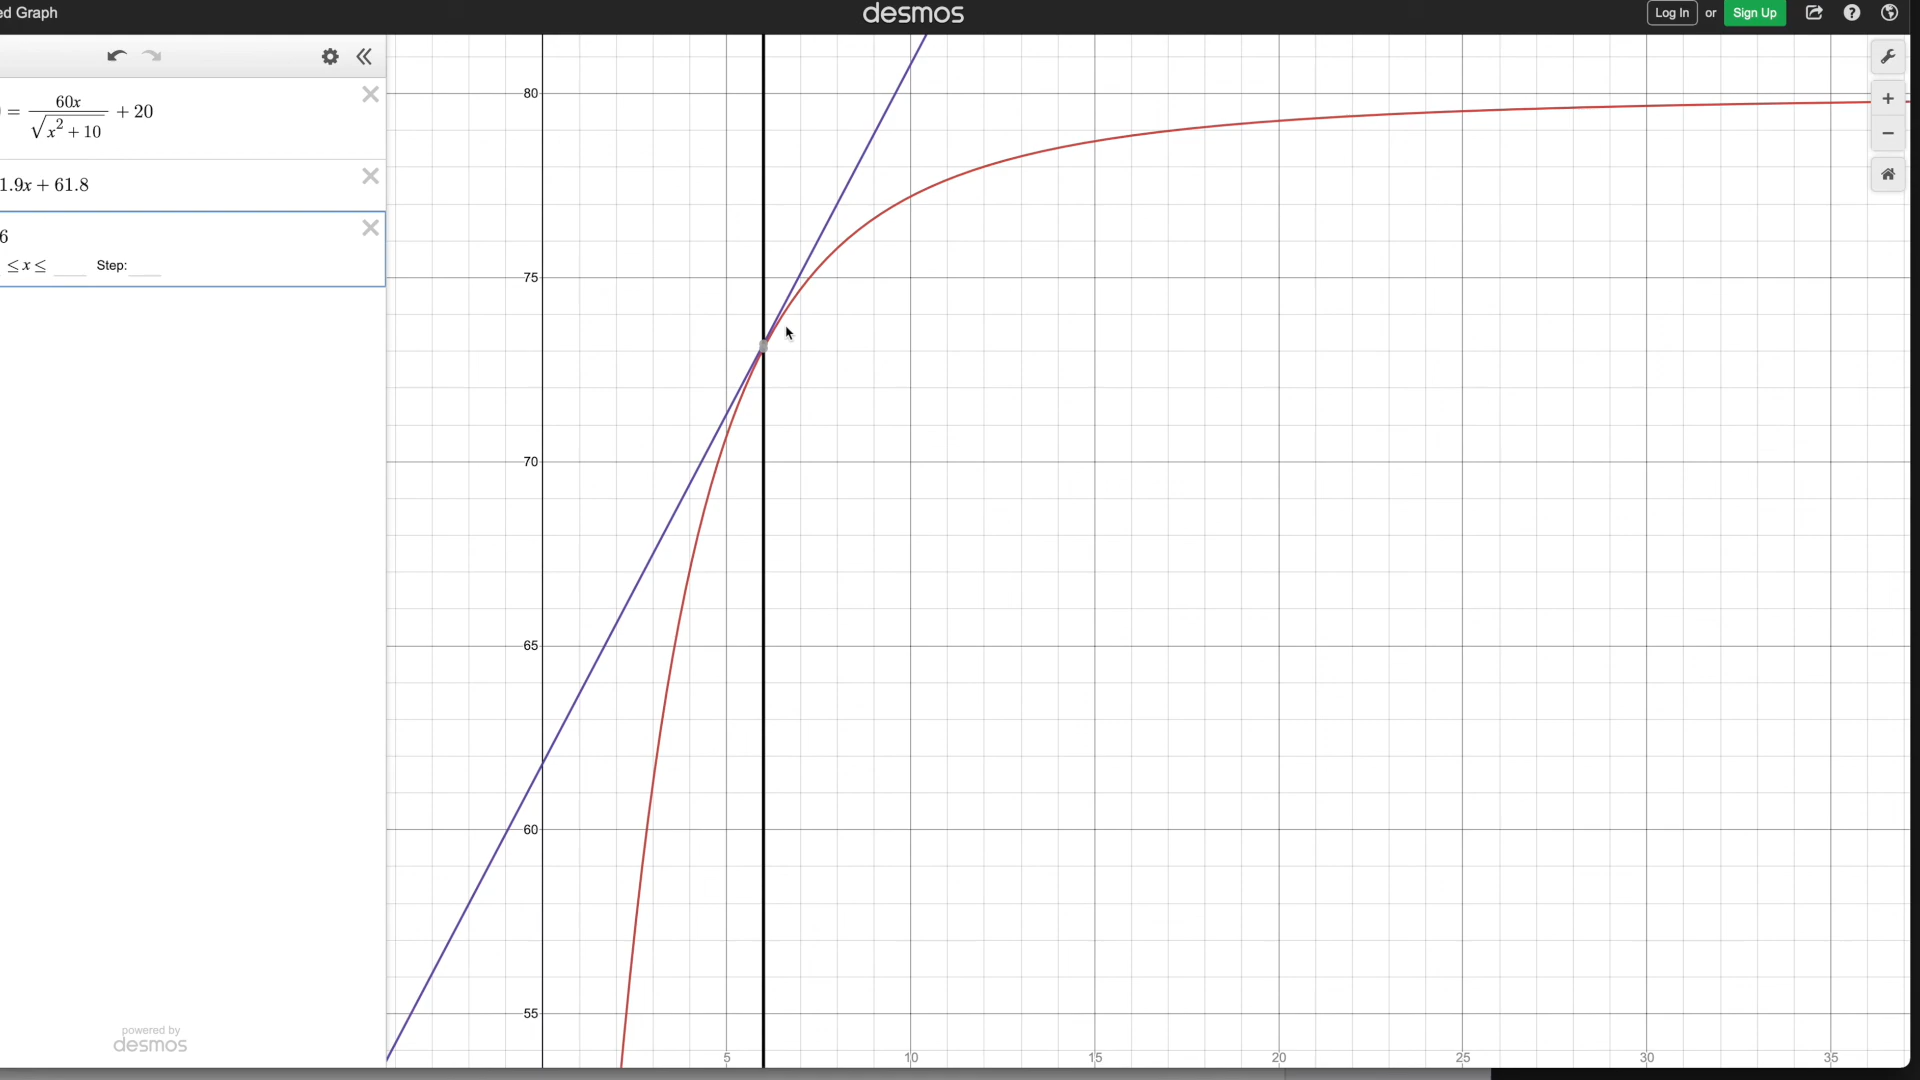 ed Graph
desmos
Log In or Sign Up
) = 60x / √x² + 10 + 20
1.9x + 61.8
6
≤ x ≤ Step:
80
75
70
65
60
55
5 10 15 20 25 30 35
powered by
desmos